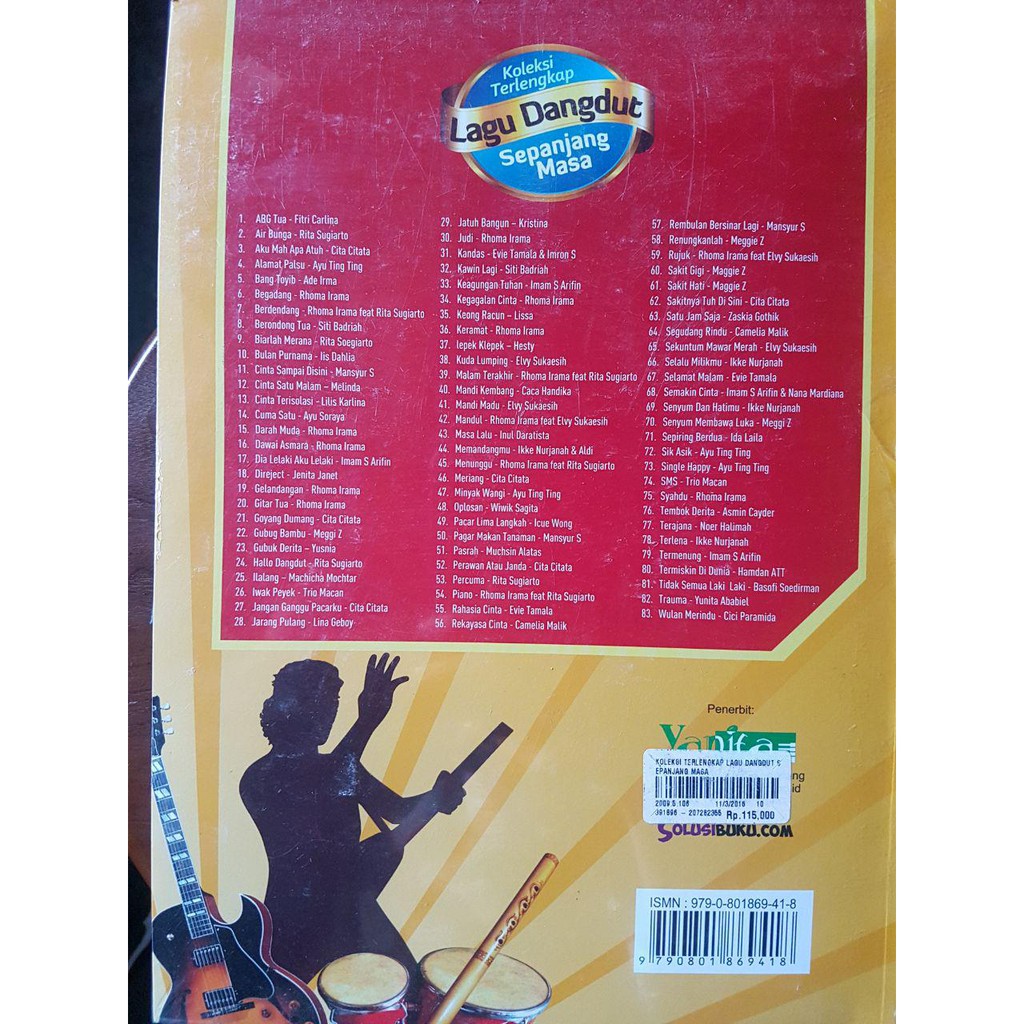 Koleksi
Terlengkap
Lagu Dangdut
Sepanjang
Masa
1. ABG Tua - Fitri Carlina
2. Air Bunga - Rita Sugiarto
3. Aku Mah Apa Atuh - Cita Citata
4. Alamat Palsu - Ayu Ting Ting
5. Bang Toyib - Ade Irma
6. Begadang - Rhoma Irama
7. Berdendang - Rhoma Irama feat Rita Sugiarto
8. Berondong Tua - Siti Badriah
9. Biarlah Merana - Rita Soegiarto
10. Bulan Purnama - Iis Dahlia
11. Cinta Sampai Disini - Mansyur S
12. Cinta Satu Malam – Melinda
13. Cinta Terisolasi - Lilis Karlina
14. Cuma Satu - Ayu Soraya
15. Darah Muda - Rhoma Irama
16. Dawai Asmara - Rhoma Irama
17. Dia Lelaki Aku Lelaki - Imam S Arifin
18. Direject - Jenita Janet
19. Gelandangan - Rhoma Irama
20. Gitar Tua - Rhoma Irama
21. Goyang Dumang - Cita Citata
22. Gubug Bambu - Meggi Z
23. Gubuk Derita – Yusnia
24. Hallo Dangdut - Rita Sugiarto
25. Ilalang – Machicha Mochtar
26. Iwak Peyek - Trio Macan
27. Jangan Ganggu Pacarku - Cita Citata
28. Jarang Pulang - Lina Geboy
29. Jatuh Bangun – Kristina
30. Judi - Rhoma Irama
31. Kandas - Evie Tamala & Imron S
32. Kawin Lagi - Siti Badriah
33. Keagungan Tuhan - Imam S Arifin
34. Kegagalan Cinta - Rhoma Irama
35. Keong Racun – Lissa
36. Keramat - Rhoma Irama
37. lepek Klepek – Hesty
38. Kuda Lumping - Elvy Sukaesih
39. Malam Terakhir - Rhoma Irama feat Rita Sugiarto
40. Mandi Kembang - Caca Handika
41. Mandi Madu - Elvy Sukaesih
42. Mandul - Rhoma Irama feat Elvy Sukaesih
43. Masa Lalu - Inul Daratista
44. Memandangmu - Ikke Nurjanah & Aldi
45. Menunggu - Rhoma Irama feat Rita Sugiarto
46. Meriang - Cita Citata
47. Minyak Wangi - Ayu Ting Ting
48. Oplosan - Wiwik Sagita
49. Pacar Lima Langkah - Icue Wong
50. Pagar Makan Tanaman - Mansyur S
51. Pasrah - Muchsin Alatas
52. Perawan Atau Janda - Cita Citata
53. Percuma - Rita Sugiarto
54. Piano - Rhoma Irama feat Rita Sugiarto
55. Rahasia Cinta - Evie Tamala
56. Rekayasa Cinta - Camelia Malik
57. Rembulan Bersinar Lagi - Mansyur S
58. Renungkanlah - Meggie Z
59. Rujuk - Rhoma Irama feat Elvy Sukaesih
60. Sakit Gigi - Maggie Z
61. Sakit Hati - Maggie Z
62. Sakitnya Tuh Di Sini - Cita Citata
63. Satu Jam Saja - Zaskia Gothik
64. Segudang Rindu - Camelia Malik
65. Sekuntum Mawar Merah - Elvy Sukaesih
66. Selalu Milikmu - Ikke Nurjanah
67. Selamat Malam - Evie Tamala
68. Semakin Cinta - Imam S Arifin & Nana Mardiana
69. Senyum Dan Hatimu - Ikke Nurjanah
70. Senyum Membawa Luka - Meggi Z
71. Sepiring Berdua - Ida Laila
72. Sik Asik - Ayu Ting Ting
73. Single Happy - Ayu Ting Ting
74. SMS - Trio Macan
75. Syahdu - Rhoma Irama
76. Tembok Derita - Asmin Cayder
77. Terajana - Noer Halimah
78. Terlena - Ikke Nurjanah
79. Termenung - Imam S Arifin
80. Termiskin Di Dunia - Hamdan ATT
81. Tidak Semua Laki Laki - Basofi Soedirman
82. Trauma - Yunita Ababiel
83. Wulan Merindu - Cici Paramida
Penerbit:
Yanita
KOLEKSI TERLENGKAP LAGU DANGDUT S
EPANJANG MASA
11/3/2016 10
207282355 Rp.115,000
SOLUSIBUKU.COM
ISMN : 979-0-801869-41-8
9 790801 869418